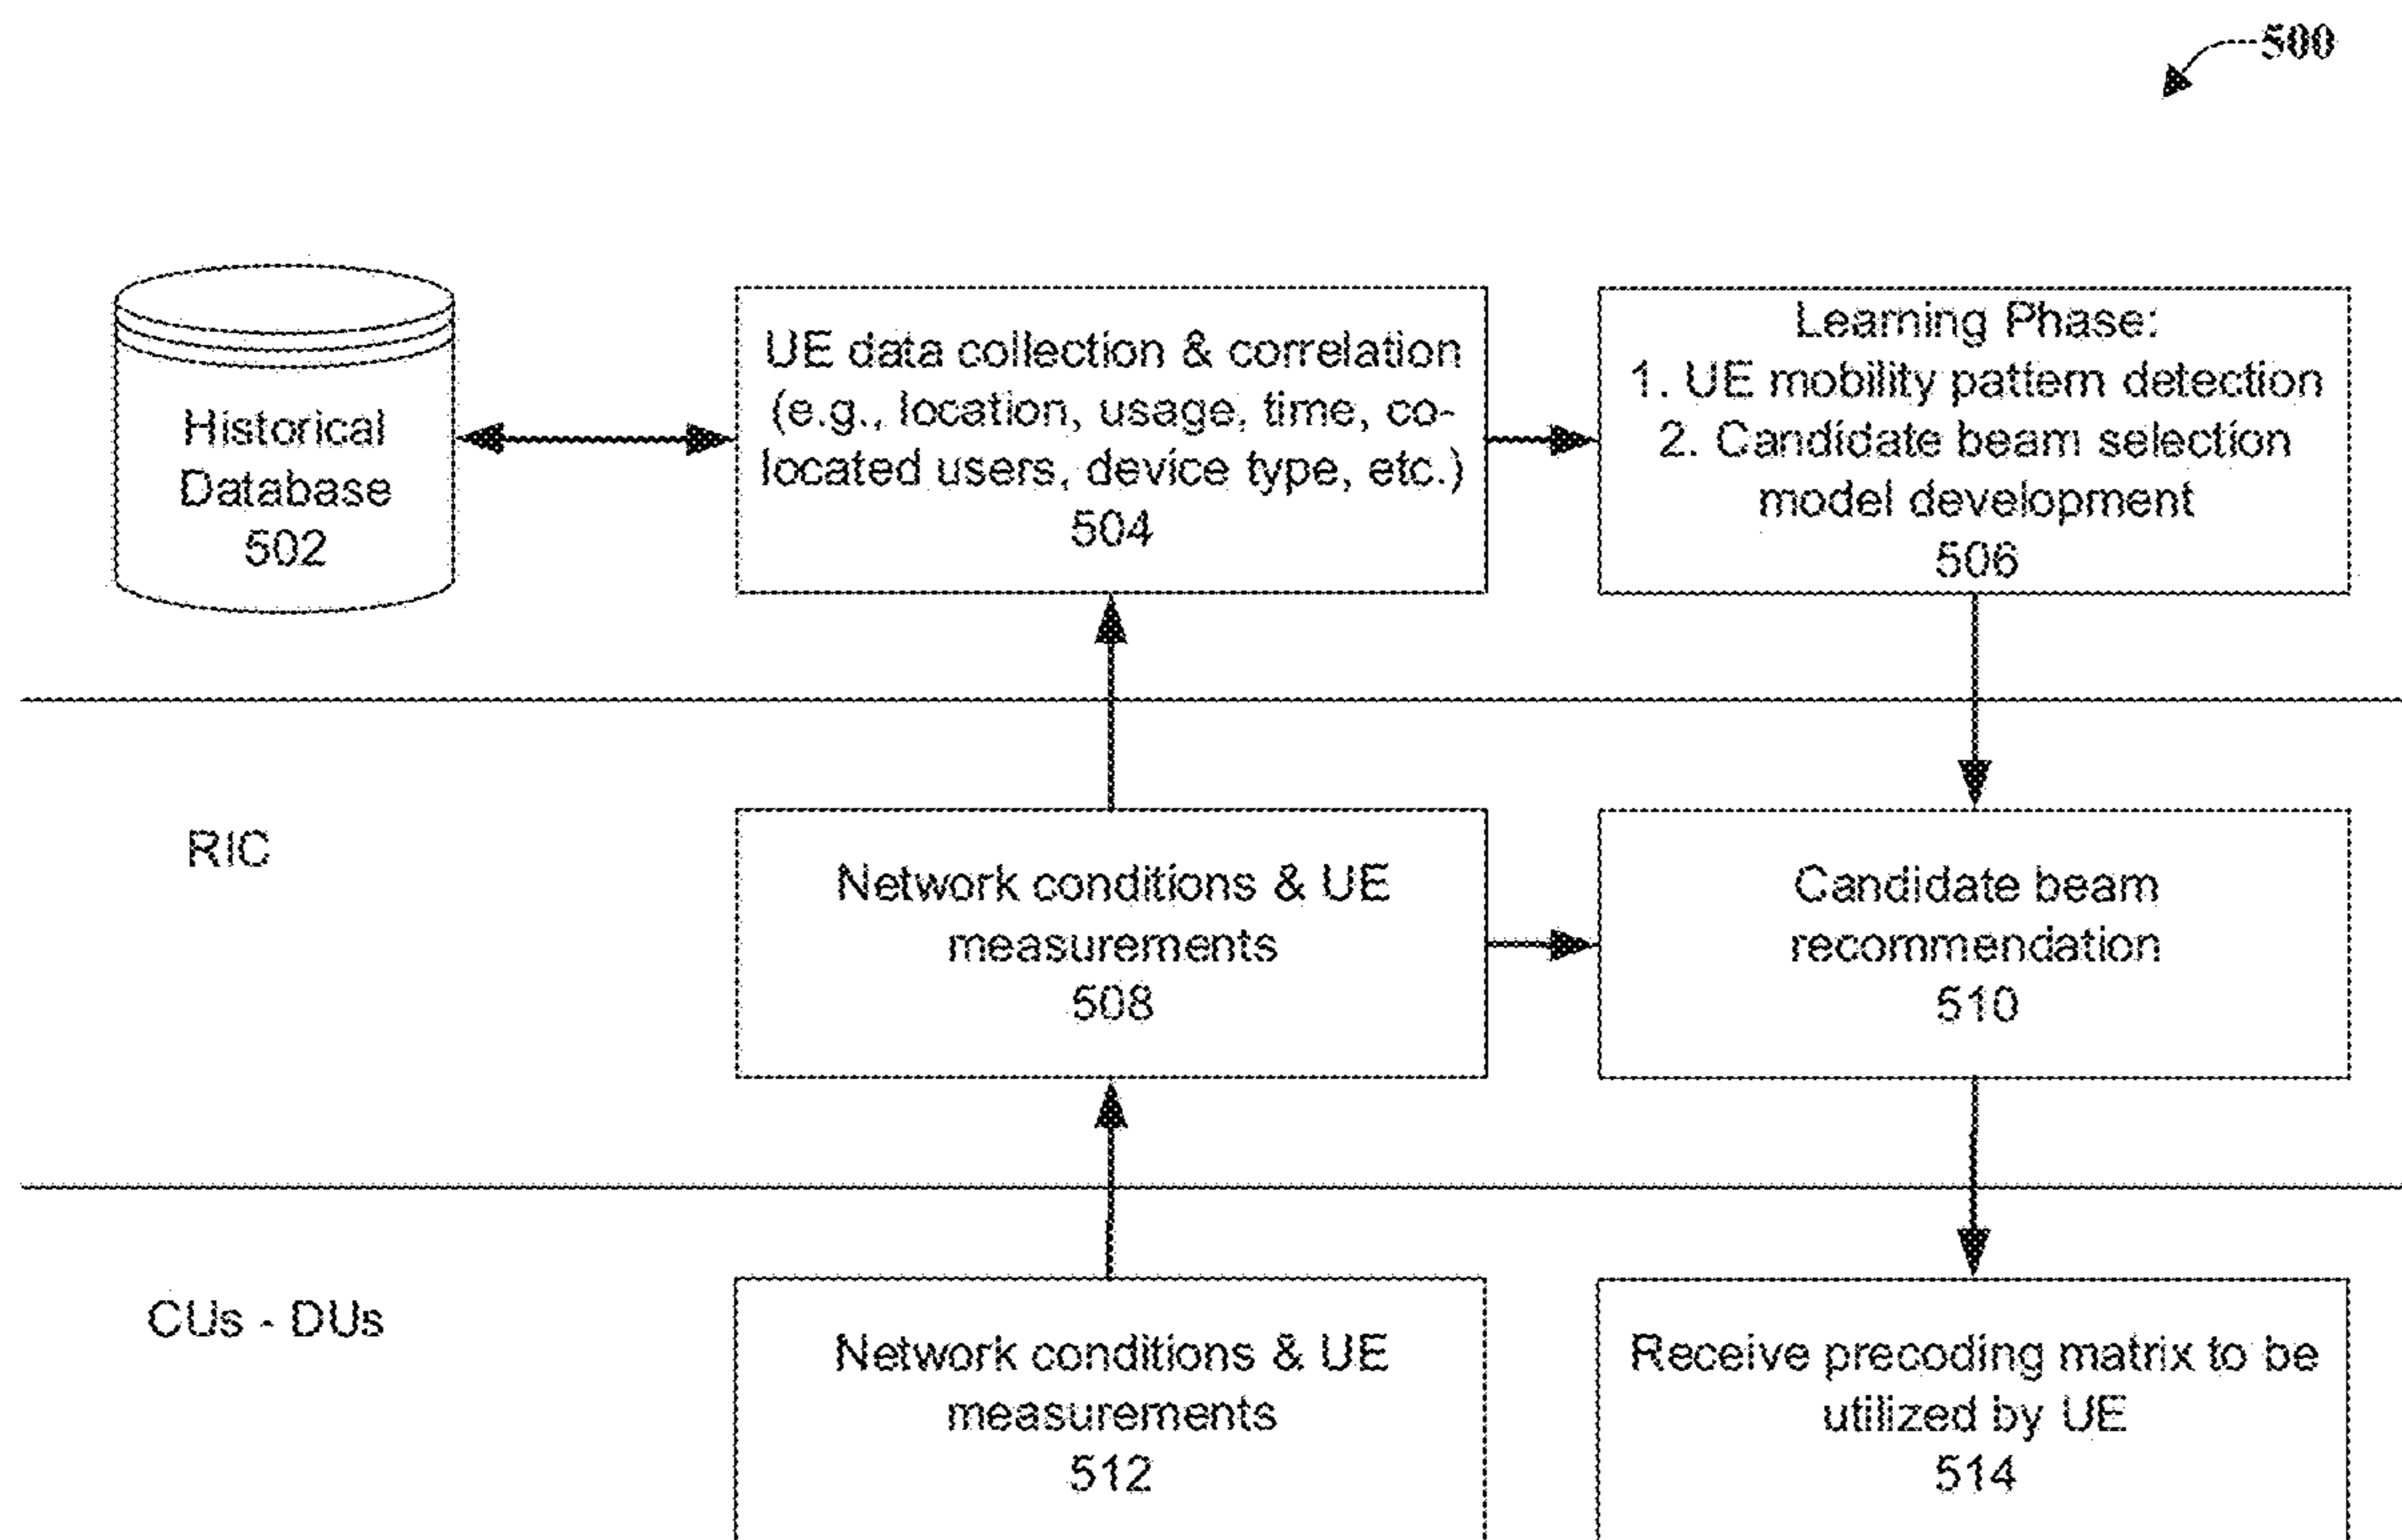 500
Historical
Database
502
UE data collection & correlation
(e.g., location, usage, time, co-
located users, device type, etc.)
504
Learning Phase:
1. UE mobility pattern detection
2. Candidate beam selection
model development
506
RIC
Network conditions & UE
measurements
508
Candidate beam
recommendation
510
CUs - DUs
Network conditions & UE
measurements
512
Receive precoding matrix to be
utilized by UE
514